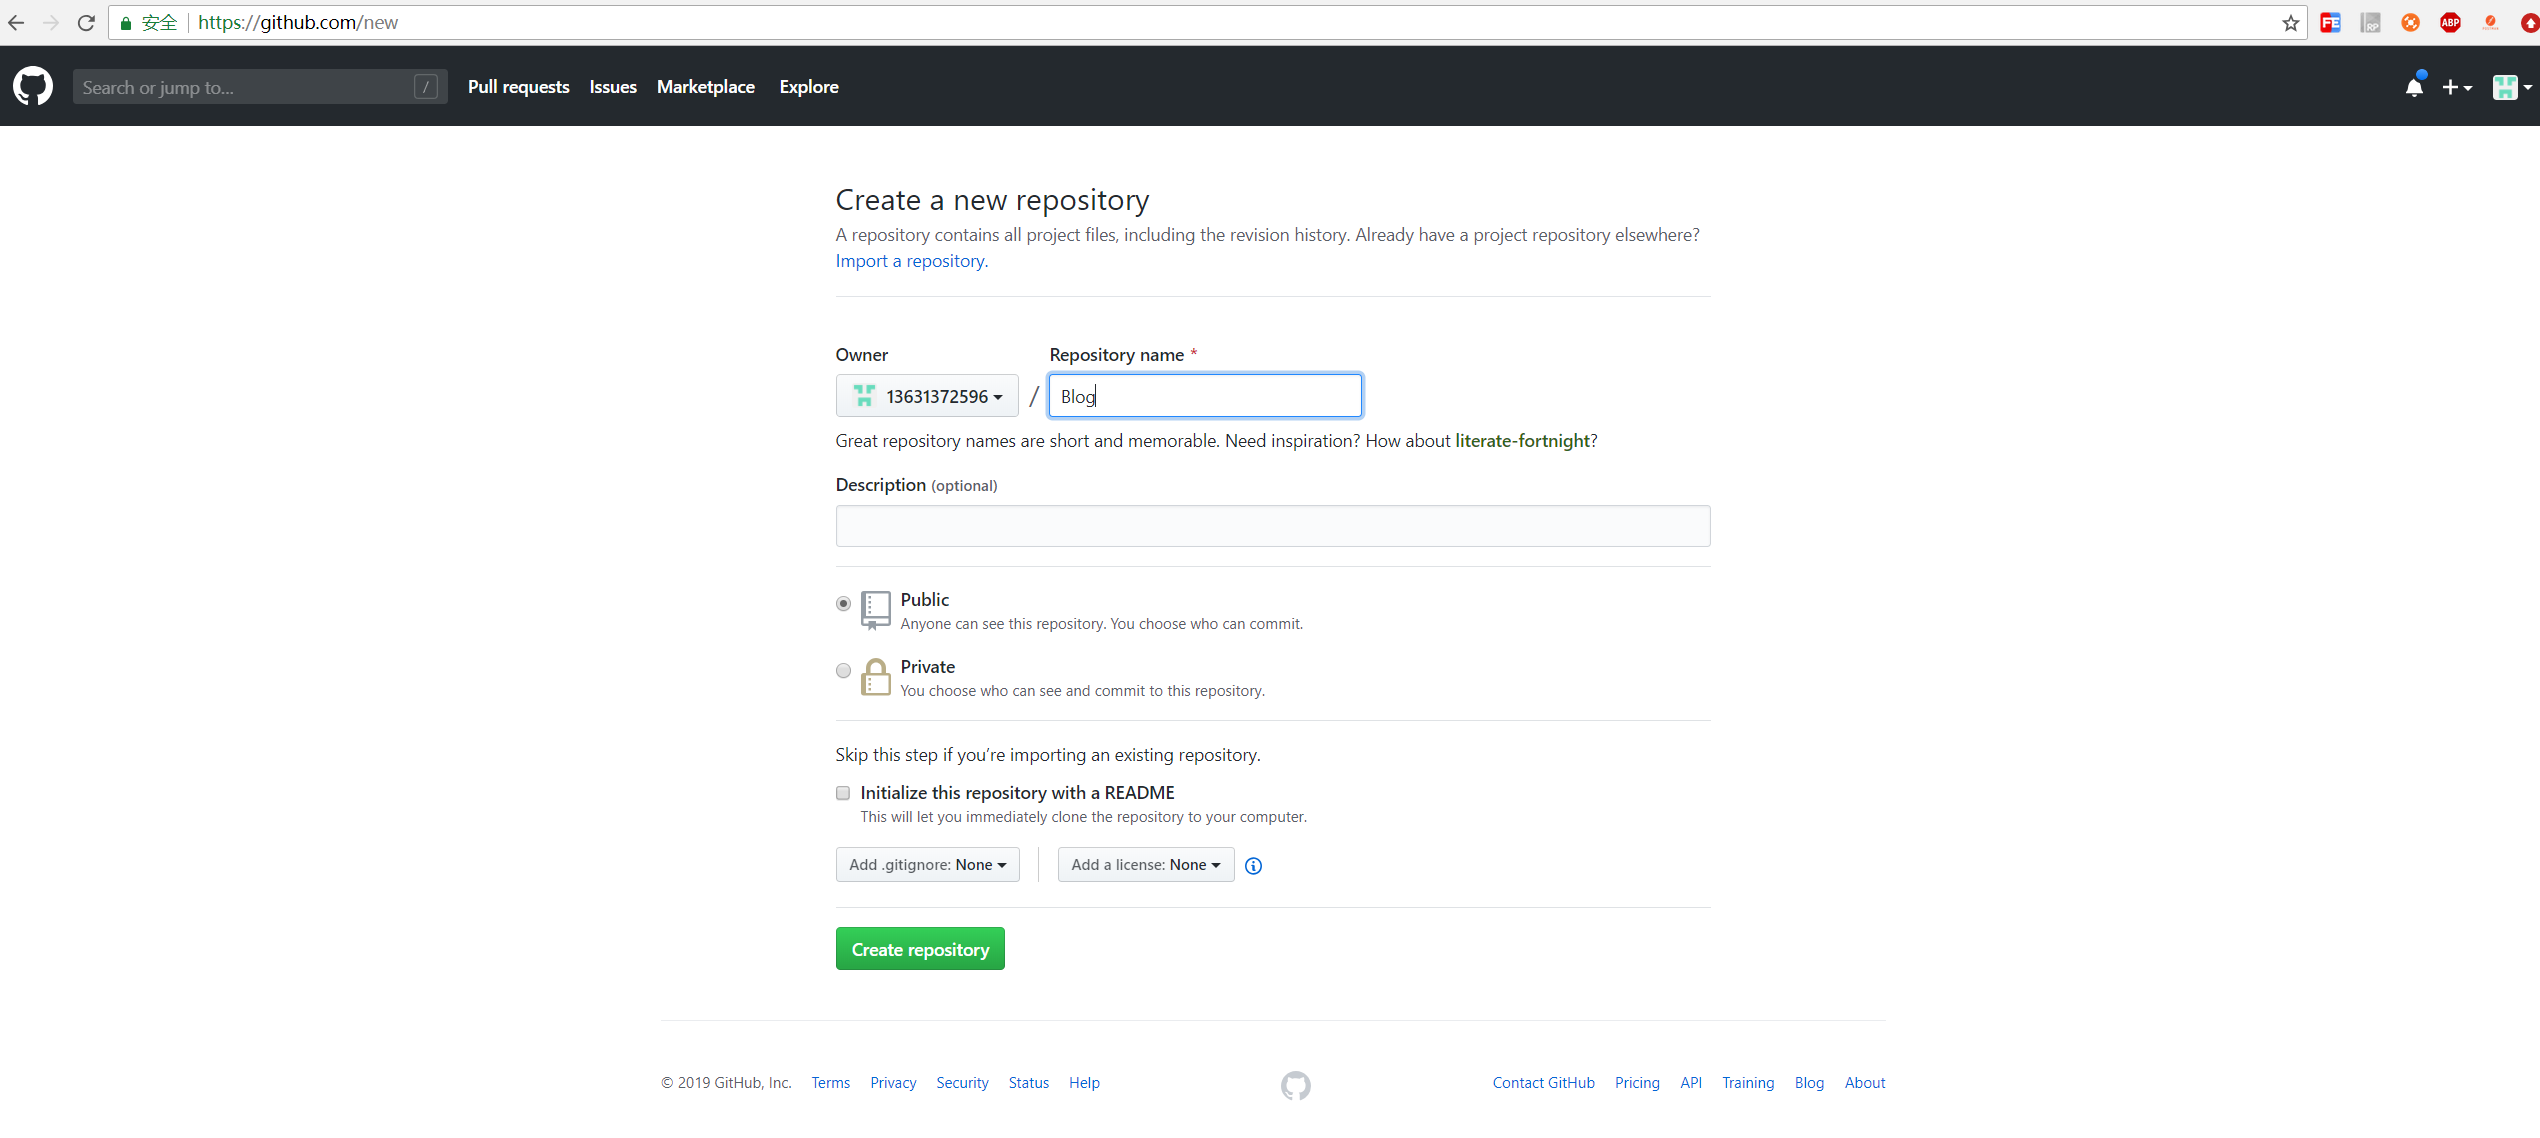 安全 https://github.com/new
FE RP ABP
Search or jump to... / Pull requests Issues Marketplace Explore
Create a new repository
A repository contains all project files, including the revision history. Already have a project repository elsewhere?
Import a repository.
Owner Repository name *
13631372596 / Blog
Great repository names are short and memorable. Need inspiration? How about literate-fortnight?
Description (optional)
Public
Anyone can see this repository. You choose who can commit.
Private
You choose who can see and commit to this repository.
Skip this step if you’re importing an existing repository.
Initialize this repository with a README
This will let you immediately clone the repository to your computer.
Add .gitignore: None Add a license: None
Create repository
© 2019 GitHub, Inc. Terms Privacy Security Status Help Contact GitHub Pricing API Training Blog About